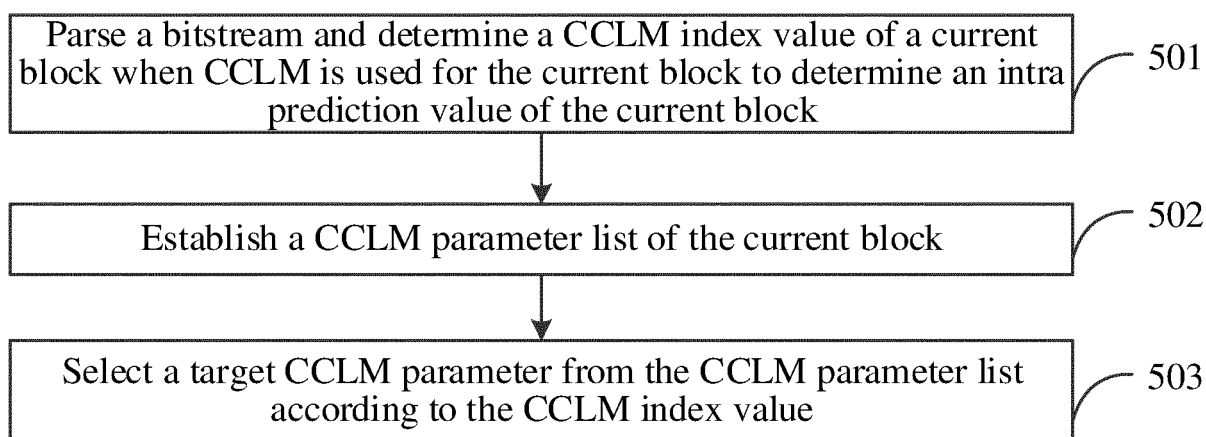 Parse a bitstream and determine a CCLM index value of a current
block when CCLM is used for the current block to determine an intra
prediction value of the current block
501
Establish a CCLM parameter list of the current block
502
Select a target CCLM parameter from the CCLM parameter list
according to the CCLM index value
503